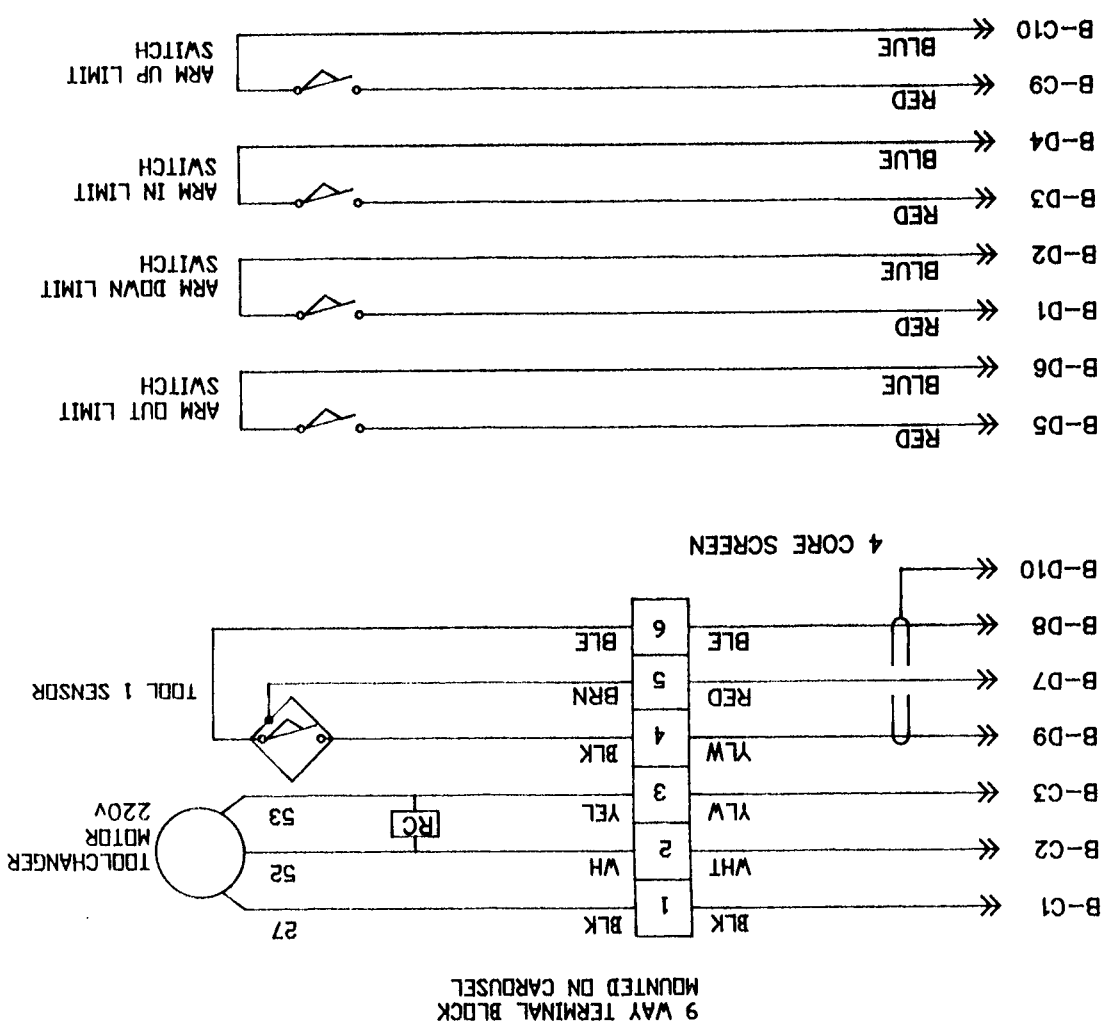 9 WAY TERMINAL BLOCK
MOUNTED ON CAROUSEL
B-C1 BLK 1 BLK 27
B-C2 WHT 2 WH 52
B-C3 YLW 3 YEL 53
RC
TOOLCHANGER
MOTOR
220v
B-D9 YLW 4 BLK
B-D7 RED 5 BRN
B-D8 BLE 6 BLE
TOOL 1 SENSOR
B-D10
4 CORE SCREEN
B-D5 RED
B-D6 BLUE
ARM OUT LIMIT
SWITCH
B-D1 RED
B-D2 BLUE
ARM DOWN LIMIT
SWITCH
B-D3 RED
B-D4 BLUE
ARM IN LIMIT
SWITCH
B-C9 RED
B-C10 BLUE
ARM UP LIMIT
SWITCH